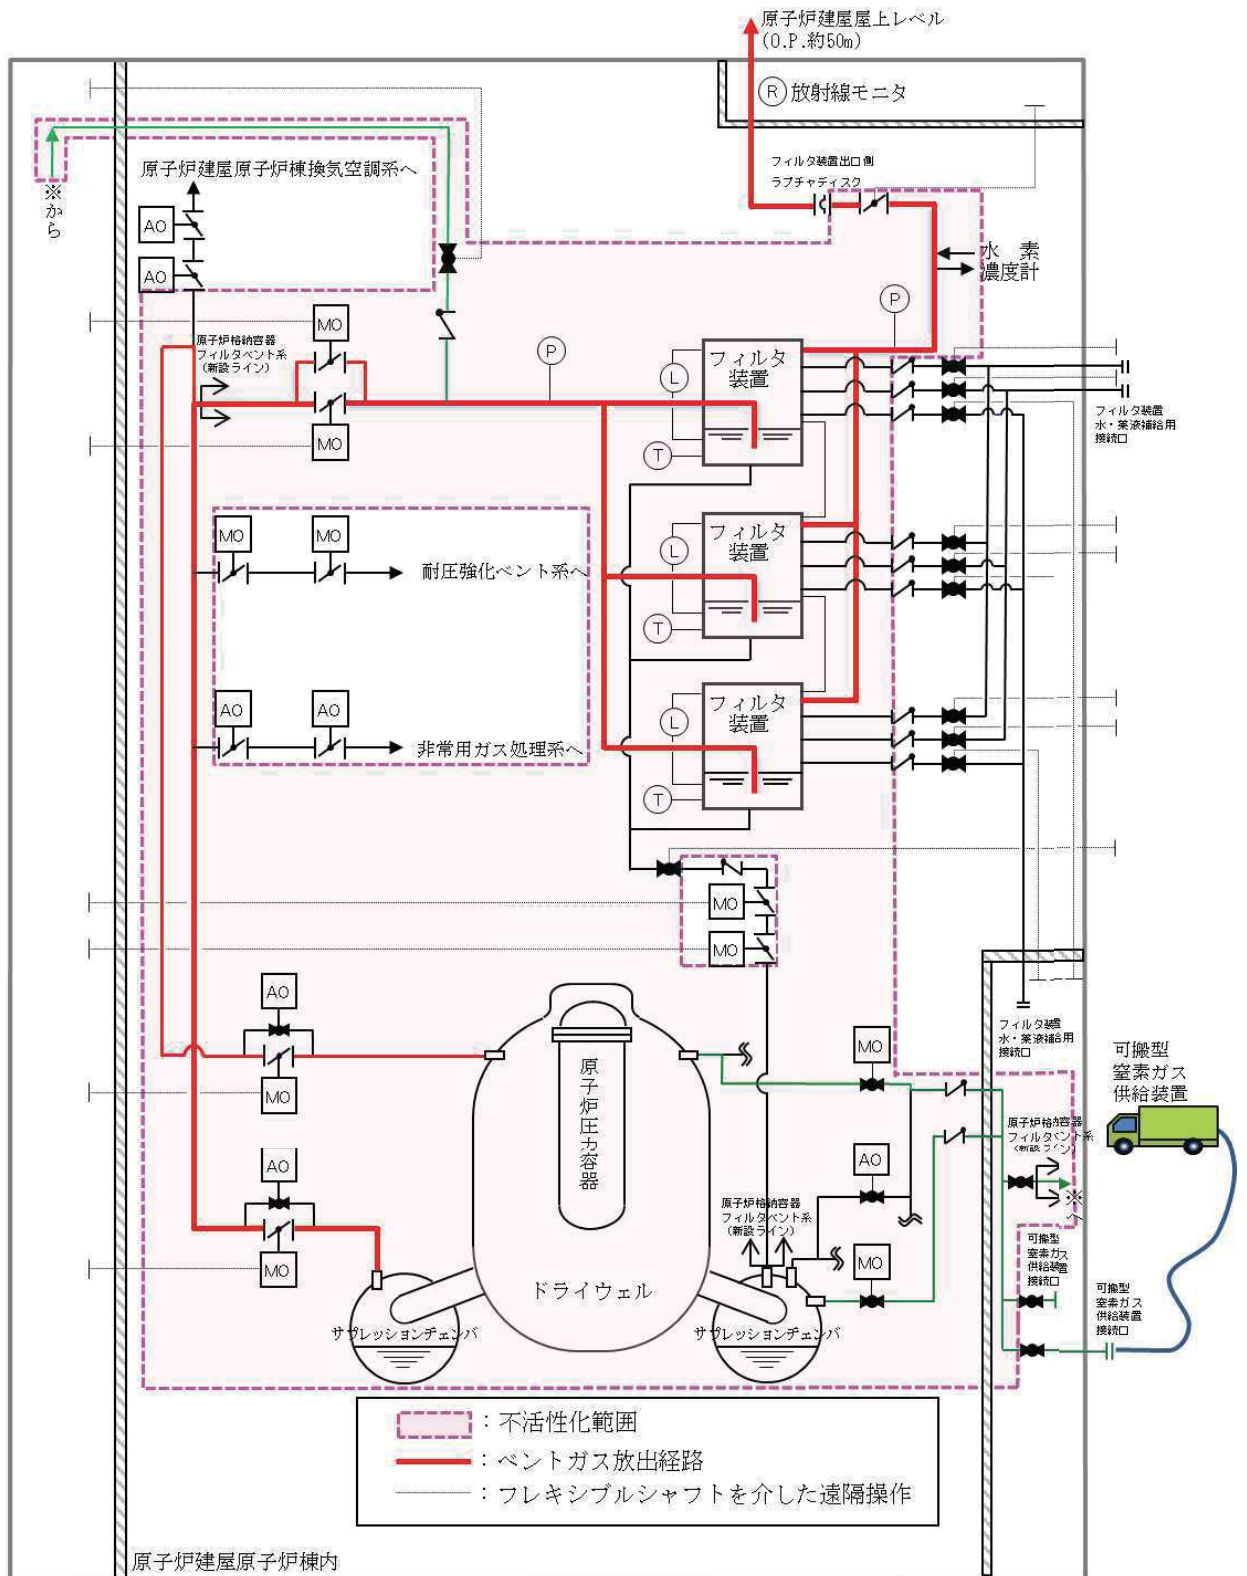 原子炉建屋屋上レベル
(O.P.約50m)
R 放射線モニタ
フィルタ装置出口側
ラプチャディスク
原子炉建屋原子炉棟換気空調系へ
※から
AO
AO
水 素
濃度計
P
P
MO
原子炉格納容器
フィルタベント系
(新設ライン)
MO
フィルタ
装置
L
T
フィルタ装置
水・薬液補給用
接続口
MO
MO
耐圧強化ベント系へ
フィルタ
装置
L
T
AO
AO
非常用ガス処理系へ
フィルタ
装置
L
T
MO
MO
AO
MO
原子炉圧力容器
MO
フィルタ装置
水・薬液補給用
接続口
可搬型
窒素ガス
供給装置
原子炉格納容器
フィルタベント系
(新設ライン)
※へ
AO
AO
MO
原子炉格納容器
フィルタベント系
(新設ライン)
MO
可搬型
窒素ガス
供給装置
接続口
可搬型
窒素ガス
供給装置
接続口
ドライウェル
サプレッションチェンバ
サプレッションチェンバ
：不活性化範囲
：ベントガス放出経路
：フレキシブルシャフトを介した遠隔操作
原子炉建屋原子炉棟内